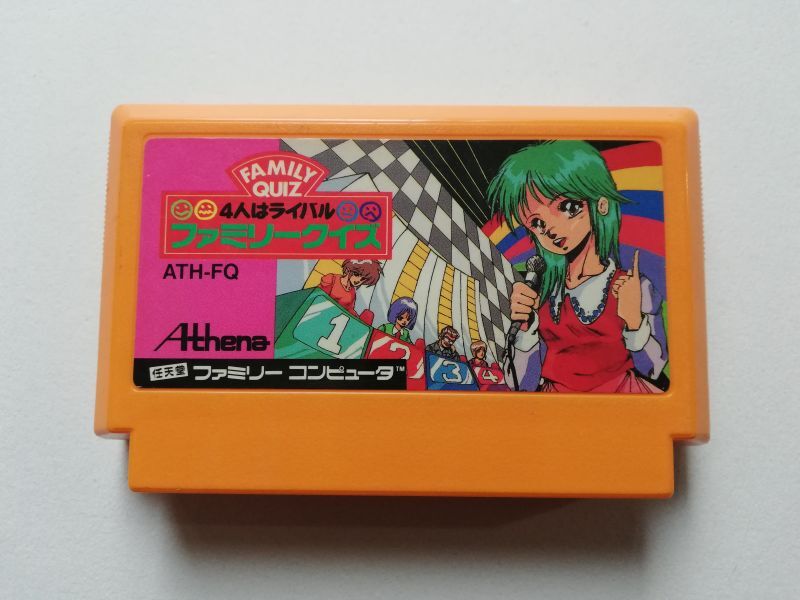 FAMILY
QUIZ
4人はライバル
ファミリークイズ
ATH-FQ
Athena
任天堂 ファミリー コンピュータ™
1
2
3
4